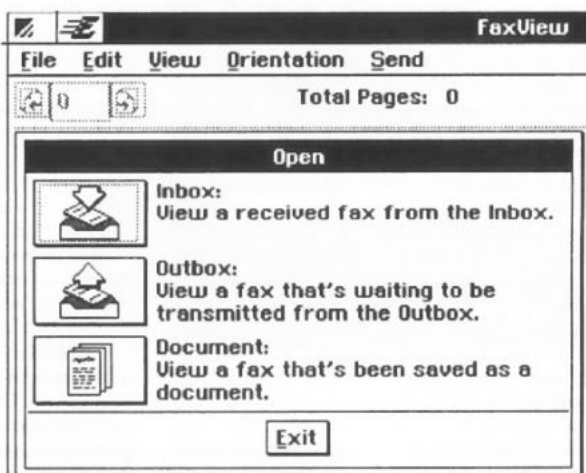 FaxView
File Edit View Orientation Send
0 Total Pages: 0
Open
Inbox:
View a received fax from the Inbox.
Outbox:
View a fax that's waiting to be
transmitted from the Outbox.
Document:
View a fax that's been saved as a
document.
Exit